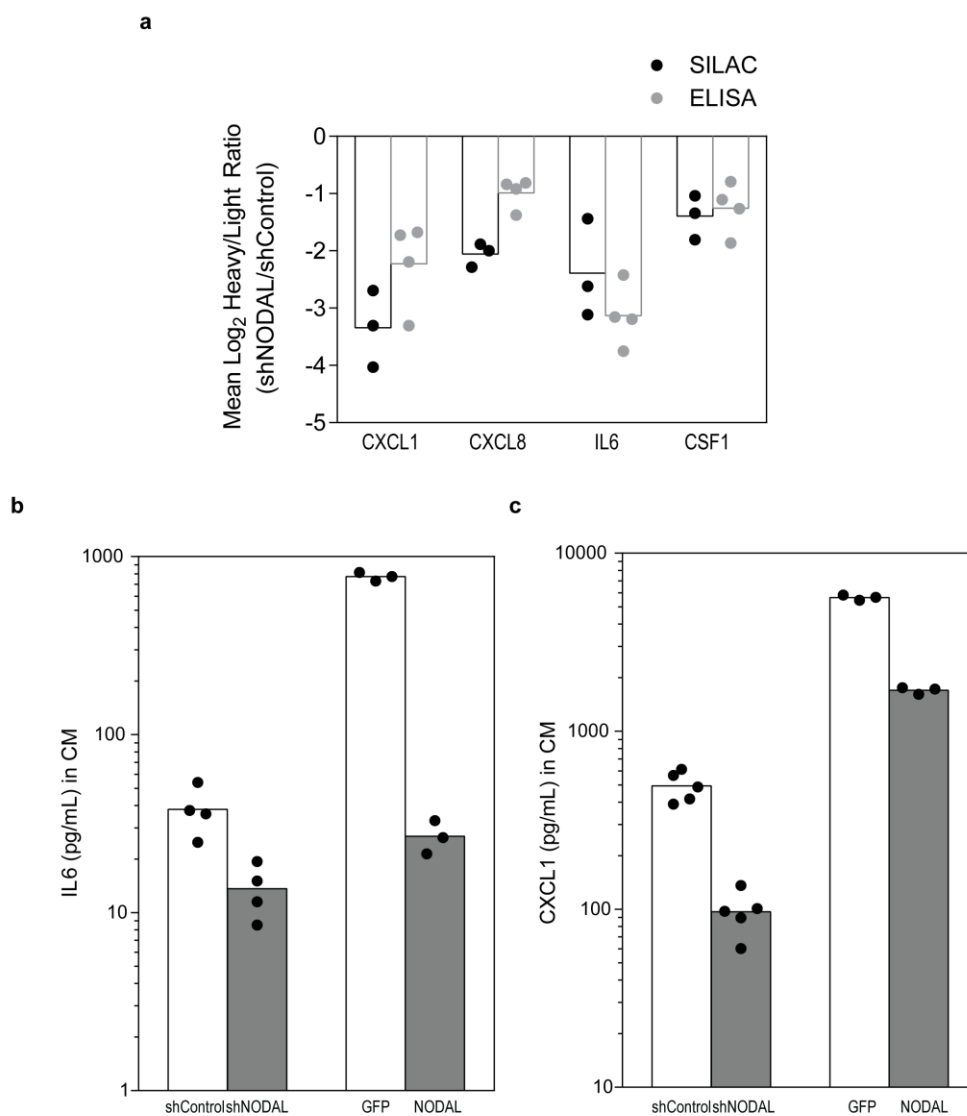 a
SILAC
ELISA
Mean Log2 Heavy/Light Ratio
(shNODAL/shControl)
0
-1
-2
-3
-4
-5
CXCL1 CXCL8 IL6 CSF1
b
IL6 (pg/mL) in CM
1000
100
10
1
shControl shNODAL GFP NODAL
c
CXCL1 (pg/mL) in CM
10000
1000
100
10
shControl shNODAL GFP NODAL